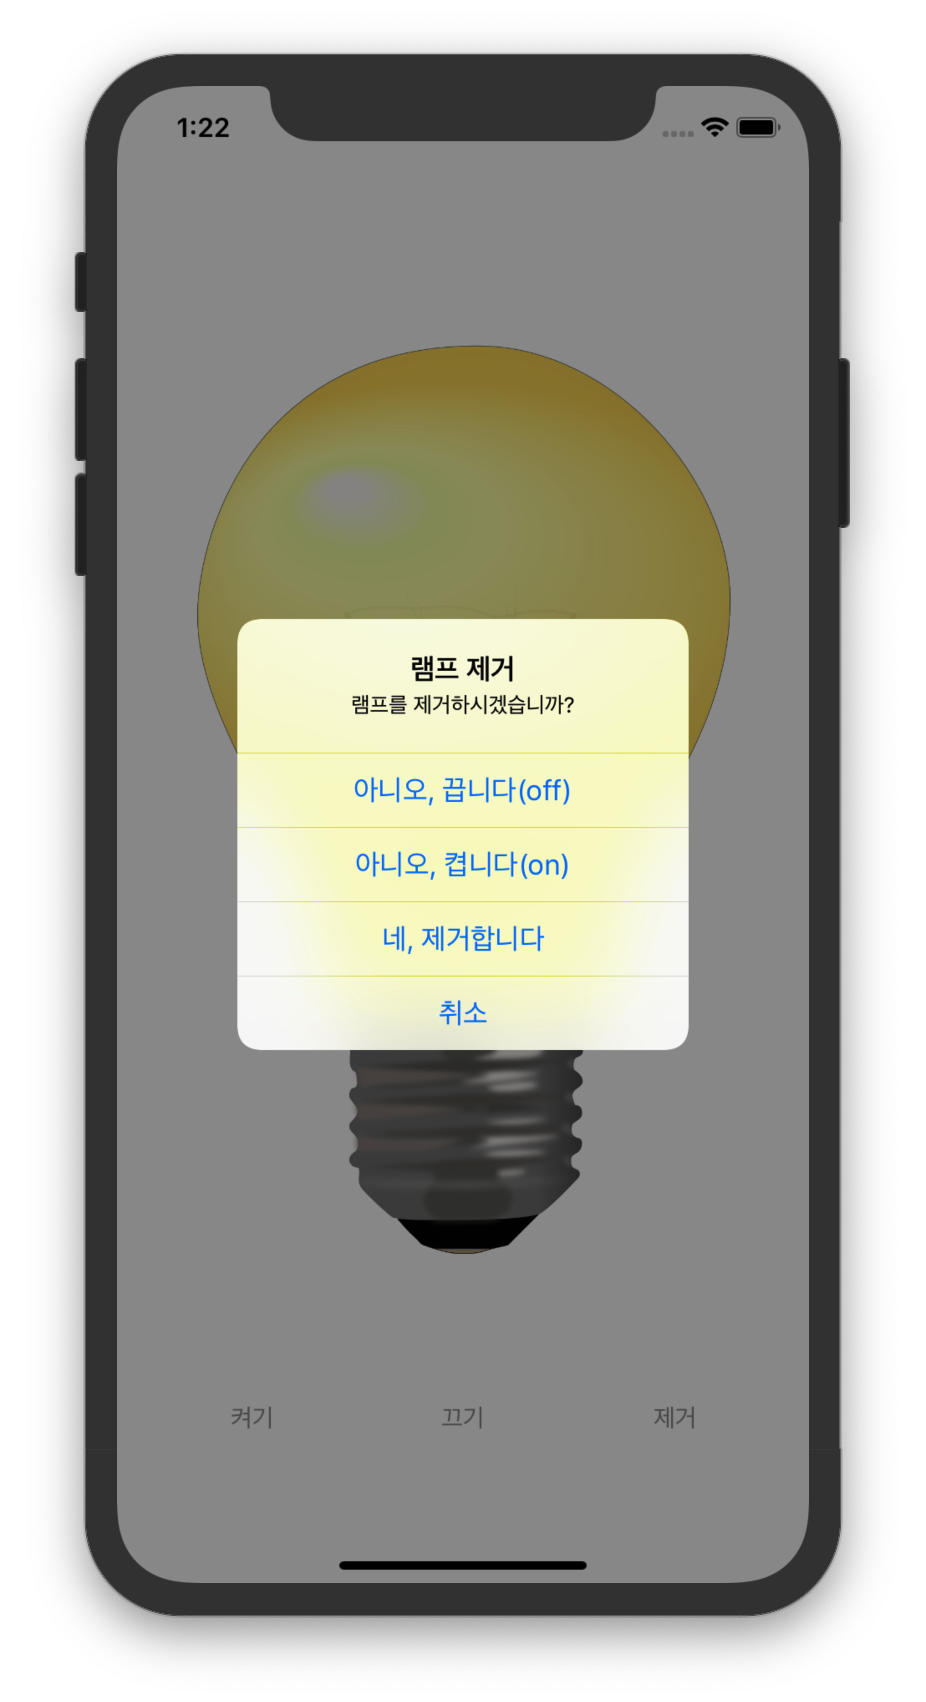 1:22
램프 제거
램프를 제거하시겠습니까?
아니오, 끕니다(off)
아니오, 켭니다(on)
네, 제거합니다
취소
켜기 끄기 제거